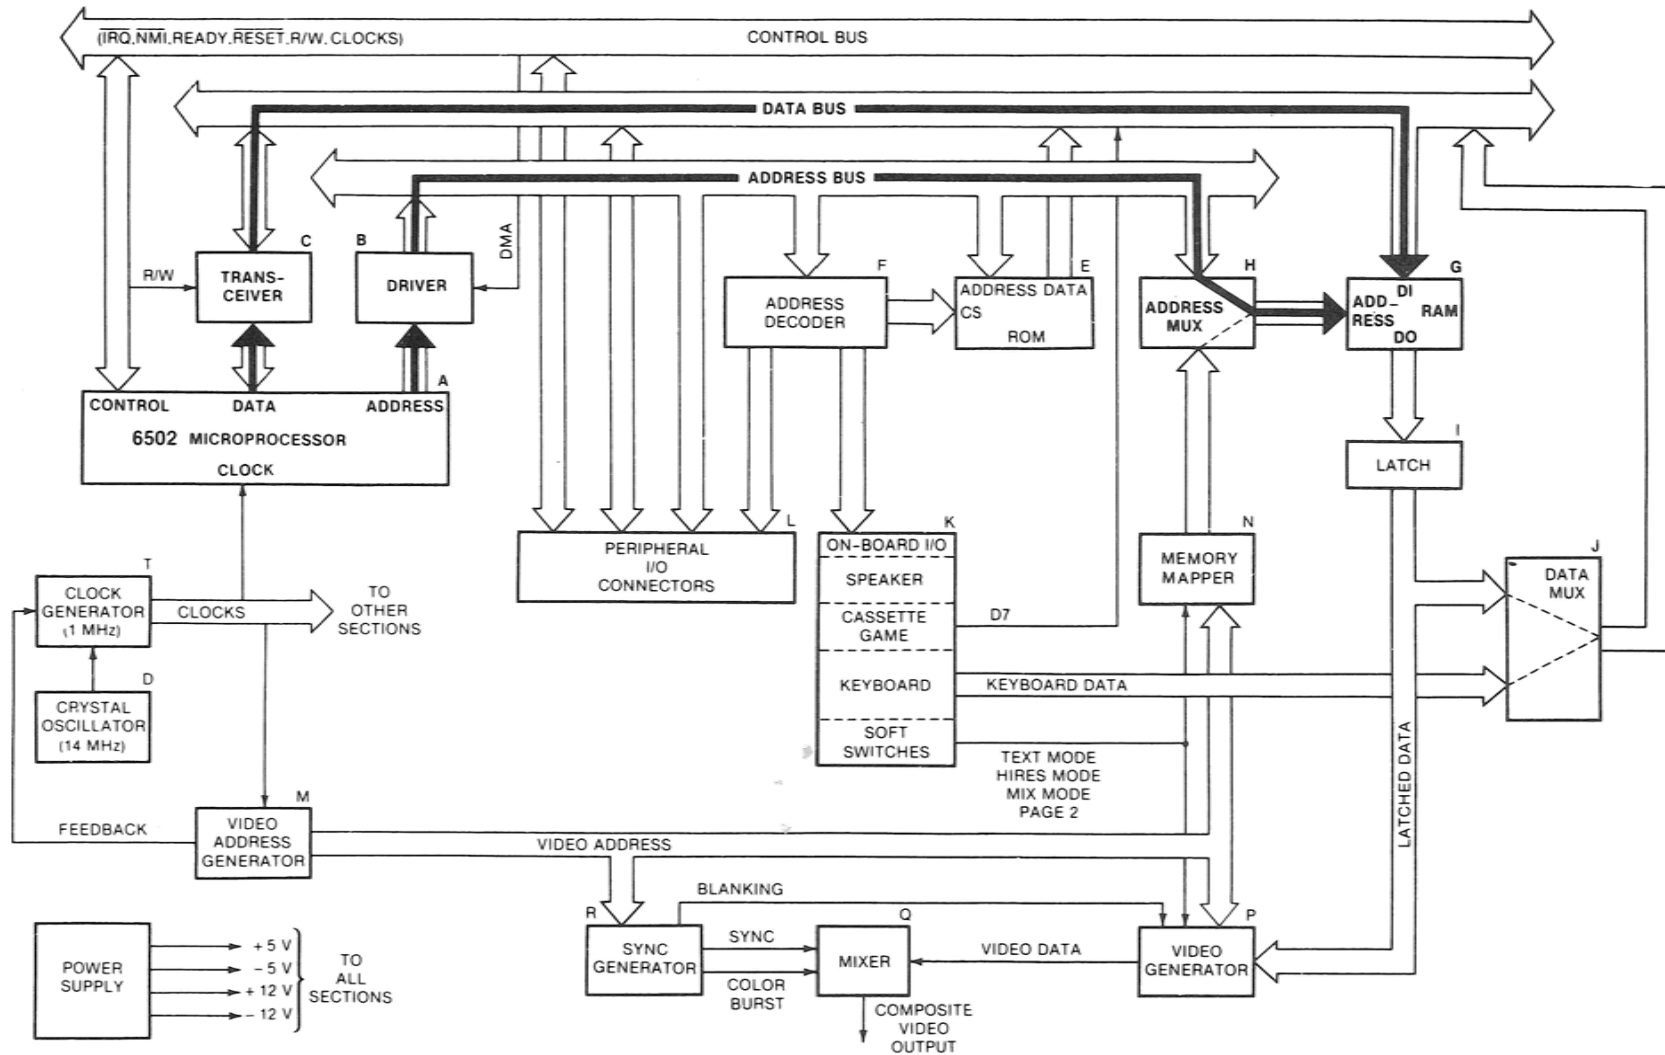 (IRQ,NMI,READY,RESET,R/W,CLOCKS)
CONTROL BUS
DATA BUS
ADDRESS BUS
C
TRANS-
CEIVER
R/W
B
DRIVER
DMA
F
ADDRESS
DECODER
E
ADDRESS DATA
CS
ROM
H
ADDRESS
MUX
G
DI
ADD-
RESS
RAM
DO
A
CONTROL DATA ADDRESS
6502 MICROPROCESSOR
CLOCK
I
LATCH
L
PERIPHERAL
I/O
CONNECTORS
K
ON-BOARD I/O
SPEAKER
CASSETTE
GAME
KEYBOARD
SOFT
SWITCHES
D7
KEYBOARD DATA
TEXT MODE
HIRES MODE
MIX MODE
PAGE 2
N
MEMORY
MAPPER
J
DATA
MUX
LATCHED DATA
T
CLOCK
GENERATOR
(1 MHz)
CLOCKS
TO
OTHER
SECTIONS
D
CRYSTAL
OSCILLATOR
(14 MHz)
M
VIDEO
ADDRESS
GENERATOR
FEEDBACK
VIDEO ADDRESS
BLANKING
R
SYNC
GENERATOR
SYNC
COLOR
BURST
Q
MIXER
VIDEO DATA
P
VIDEO
GENERATOR
COMPOSITE
VIDEO
OUTPUT
POWER
SUPPLY
+ 5 V
- 5 V
+ 12 V
- 12 V
TO
ALL
SECTIONS